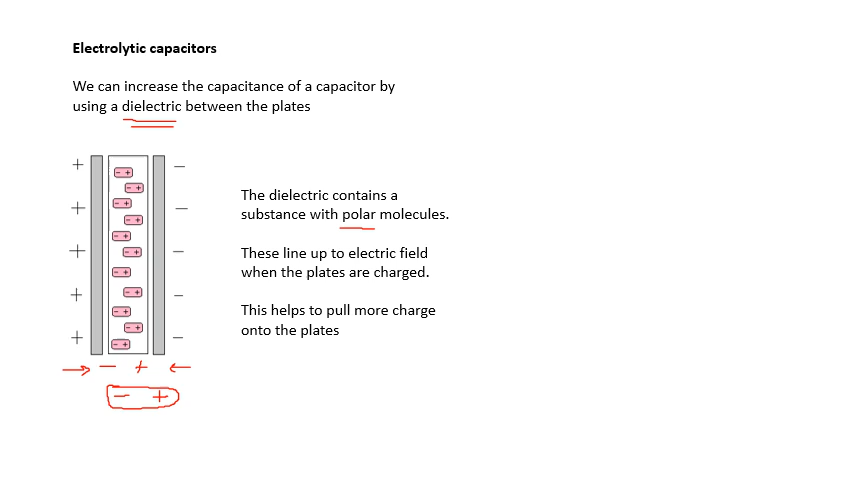 Electrolytic capacitors
We can increase the capacitance of a capacitor by
using a dielectric between the plates
+ - + −
- +
+ - + −
- +
- +
+ - + −
- +
+ - + −
- +
- +
+ - + −
The dielectric contains a
substance with polar molecules.
These line up to electric field
when the plates are charged.
This helps to pull more charge
onto the plates
→ − + ←
− +